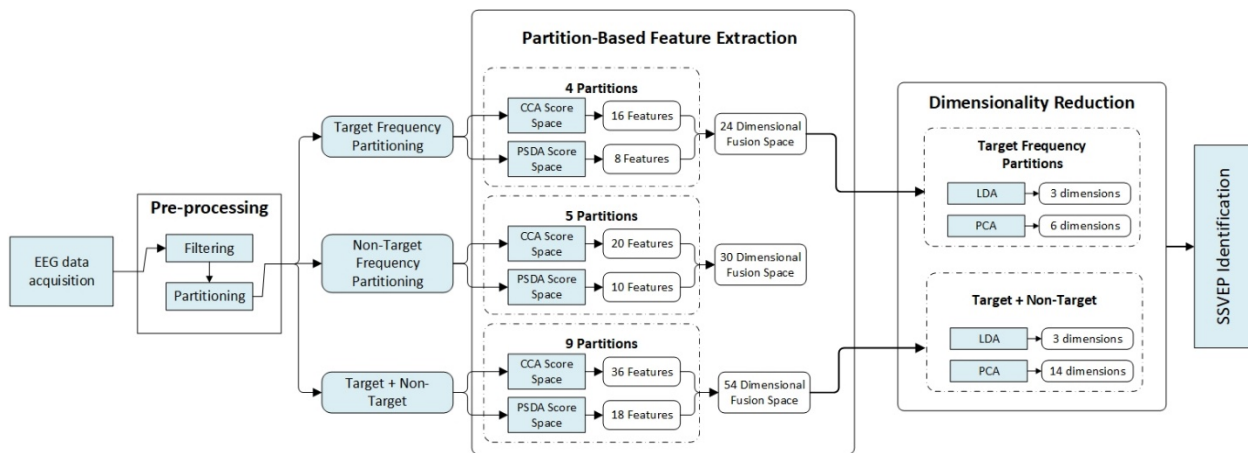 EEG data
acquisition
Pre-processing
Filtering
Partitioning
Target Frequency
Partitioning
Non-Target
Frequency
Partitioning
Target + Non-
Target
Partition-Based Feature Extraction
4 Partitions
CCA Score
Space
16 Features
PSDA Score
Space
8 Features
24 Dimensional
Fusion Space
5 Partitions
CCA Score
Space
20 Features
PSDA Score
Space
10 Features
30 Dimensional
Fusion Space
9 Partitions
CCA Score
Space
36 Features
PSDA Score
Space
18 Features
54 Dimensional
Fusion Space
Dimensionality Reduction
Target Frequency
Partitions
LDA
3 dimensions
PCA
6 dimensions
Target + Non-Target
LDA
3 dimensions
PCA
14 dimensions
SSVEP Identification